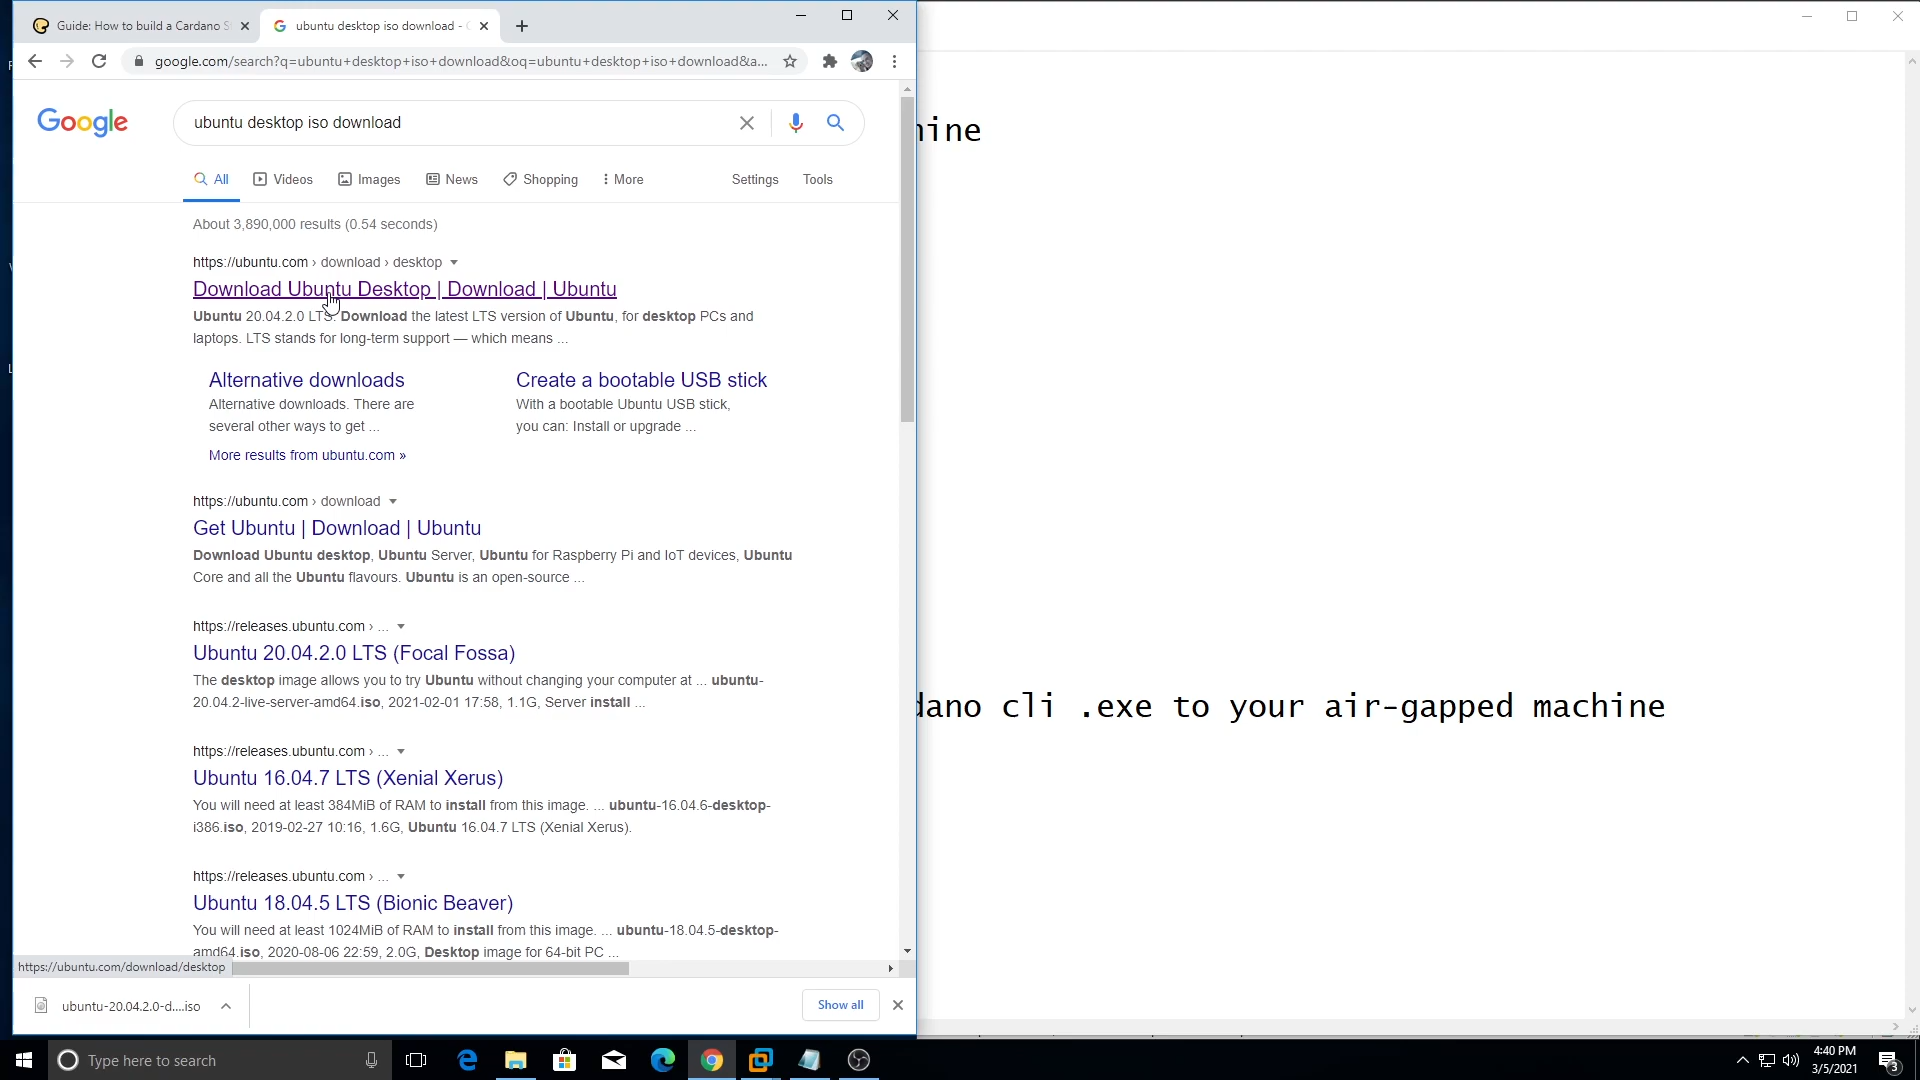 Guide: How to build a Cardano S
ubuntu desktop iso download -
google.com/search?q=ubuntu+desktop+iso+download&oq=ubuntu+desktop+iso+download&a...
Google
ubuntu desktop iso download
All
Videos
Images
News
Shopping
More
Settings
Tools
About 3,890,000 results (0.54 seconds)
https://ubuntu.com › download › desktop
Download Ubuntu Desktop | Download | Ubuntu
Ubuntu 20.04.2.0 LTS. Download the latest LTS version of Ubuntu, for desktop PCs and
laptops. LTS stands for long-term support — which means ...
Alternative downloads
Alternative downloads. There are
several other ways to get ...
Create a bootable USB stick
With a bootable Ubuntu USB stick,
you can: Install or upgrade ...
More results from ubuntu.com »
https://ubuntu.com › download
Get Ubuntu | Download | Ubuntu
Download Ubuntu desktop, Ubuntu Server, Ubuntu for Raspberry Pi and IoT devices, Ubuntu
Core and all the Ubuntu flavours. Ubuntu is an open-source ...
https://releases.ubuntu.com › ...
Ubuntu 20.04.2.0 LTS (Focal Fossa)
The desktop image allows you to try Ubuntu without changing your computer at ... ubuntu-
20.04.2-live-server-amd64.iso, 2021-02-01 17:58, 1.1G, Server install ...
https://releases.ubuntu.com › ...
Ubuntu 16.04.7 LTS (Xenial Xerus)
You will need at least 384MiB of RAM to install from this image. ... ubuntu-16.04.6-desktop-
i386.iso, 2019-02-27 10:16, 1.6G, Ubuntu 16.04.7 LTS (Xenial Xerus).
https://releases.ubuntu.com › ...
Ubuntu 18.04.5 LTS (Bionic Beaver)
You will need at least 1024MiB of RAM to install from this image. ... ubuntu-18.04.5-desktop-
amd64.iso, 2020-08-06 22:59, 2.0G, Desktop image for 64-bit PC ...
https://ubuntu.com/download/desktop
ubuntu-20.04.2.0-d....iso
Show all
hine
dano cli .exe to your air-gapped machine
Type here to search
4:40 PM
3/5/2021
3